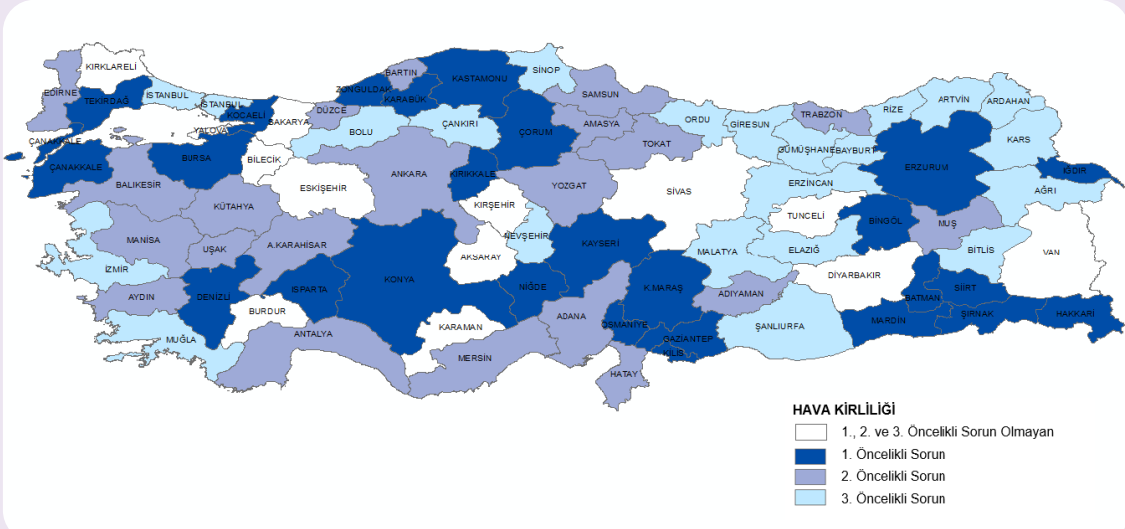 KIRKLARELİ
EDİRNE
TEKİRDAĞ
İSTANBUL
İSTANBUL
KOCAELİ
YALOVA
SAKARYA
DÜZCE
ZONGULDAK
BARTIN
KARABÜK
KASTAMONU
SİNOP
SAMSUN
BOLU
ÇANKIRI
ÇORUM
AMASYA
TOKAT
ORDU
GİRESUN
TRABZON
RİZE
ARTVİN
ARDAHAN
KARS
GÜMÜŞHANE
BAYBURT
ERZURUM
IĞDIR
AĞRI
ÇANAKKALE
ÇANAKKALE
BURSA
BİLECİK
BALIKESİR
KÜTAHYA
ESKİŞEHİR
ANKARA
KIRIKKALE
YOZGAT
KIRŞEHİR
SİVAS
ERZİNCAN
TUNCELİ
BİNGÖL
MUŞ
BİTLİS
VAN
MANİSA
UŞAK
A.KARAHİSAR
İZMİR
AYDIN
DENİZLİ
ISPARTA
BURDUR
KONYA
AKSARAY
NEVŞEHİR
KAYSERİ
MALATYA
ELAZIĞ
DİYARBAKIR
NİĞDE
K.MARAŞ
ADIYAMAN
BATMAN
SİİRT
MARDİN
ŞIRNAK
HAKKARİ
MUĞLA
ANTALYA
KARAMAN
MERSİN
ADANA
OSMANİYE
GAZİANTEP
KİLİS
ŞANLIURFA
HATAY
HAVA KİRLİLİĞİ
1., 2. ve 3. Öncelikli Sorun Olmayan
1. Öncelikli Sorun
2. Öncelikli Sorun
3. Öncelikli Sorun